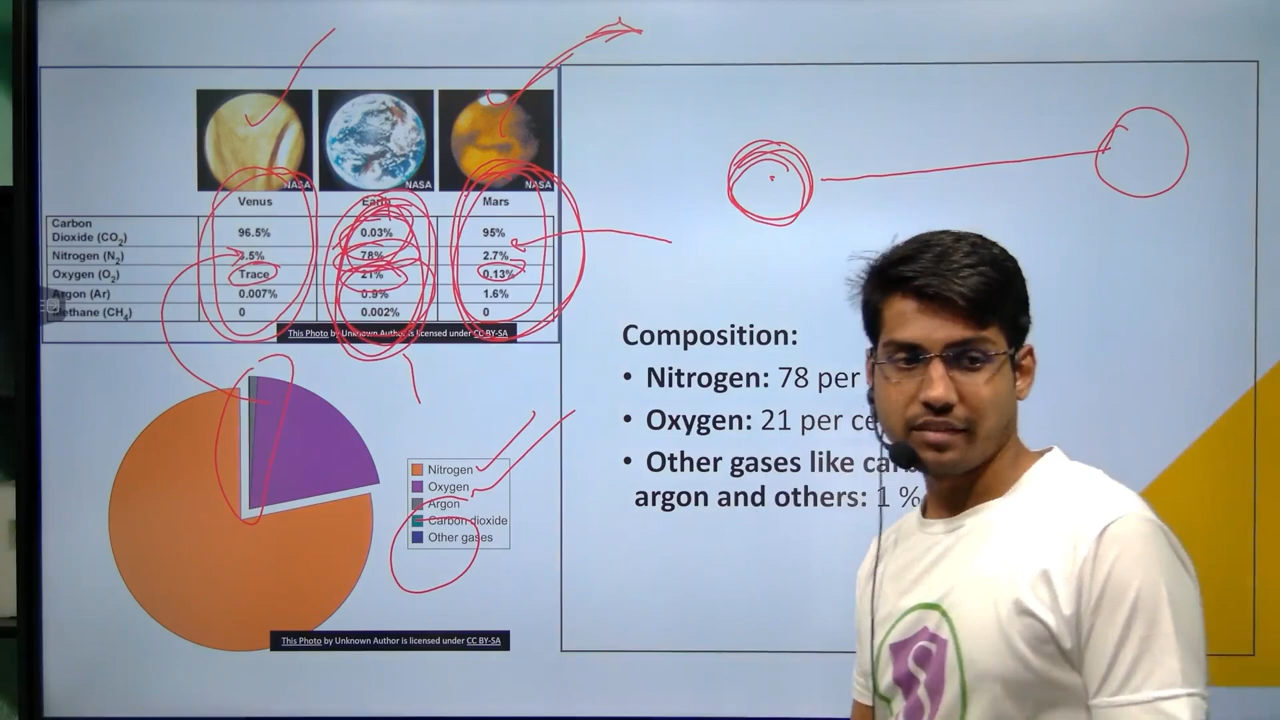 NASA NASA NASA
Venus Earth Mars
Carbon
Dioxide (CO2) 96.5% 0.03% 95%
Nitrogen (N2) 3.5% 78% 2.7%
Oxygen (O2) Trace 21% 0.13%
Argon (Ar) 0.007% 0.9% 1.6%
Methane (CH4) 0 0.002% 0
This Photo by Unknown Author is licensed under CC BY-SA
Nitrogen
Oxygen
Argon
Carbon dioxide
Other gases
This Photo by Unknown Author is licensed under CC BY-SA
Composition:
• Nitrogen: 78 per
• Oxygen: 21 per
• Other gases like
argon and others: 1 %